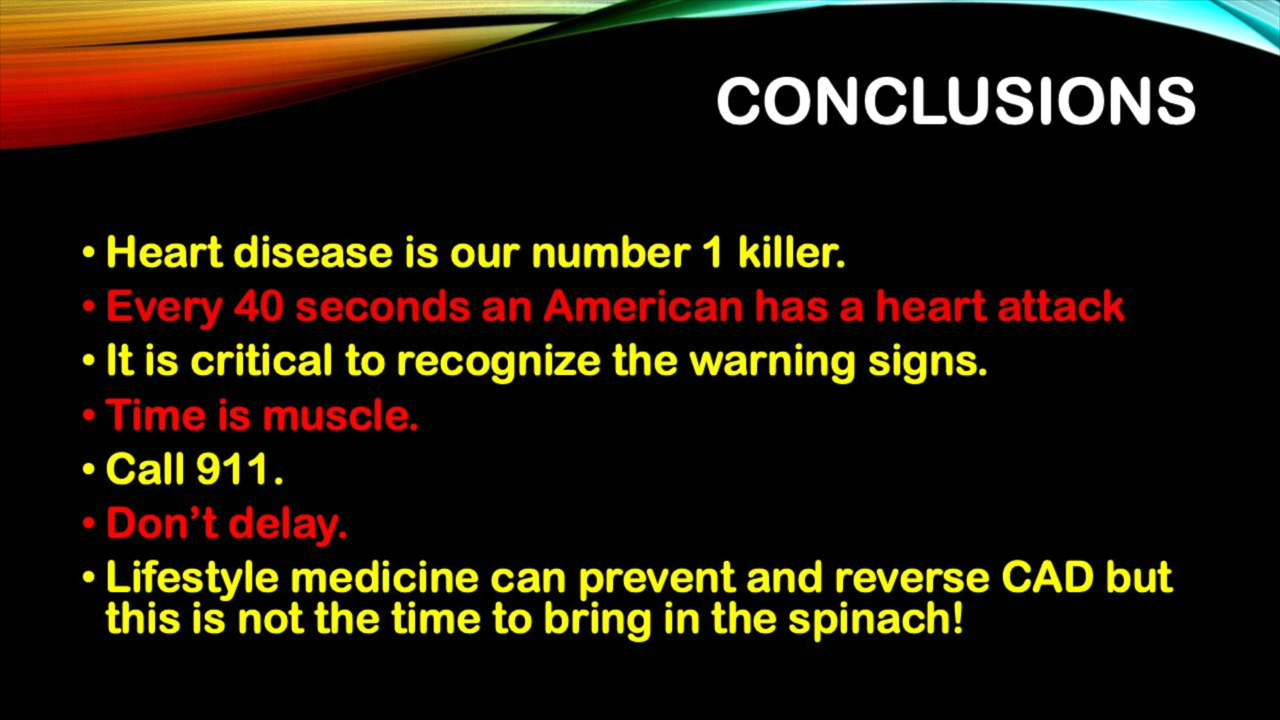 CONCLUSIONS
• Heart disease is our number 1 killer.
• Every 40 seconds an American has a heart attack
• It is critical to recognize the warning signs.
• Time is muscle.
• Call 911.
• Don’t delay.
• Lifestyle medicine can prevent and reverse CAD but
this is not the time to bring in the spinach!